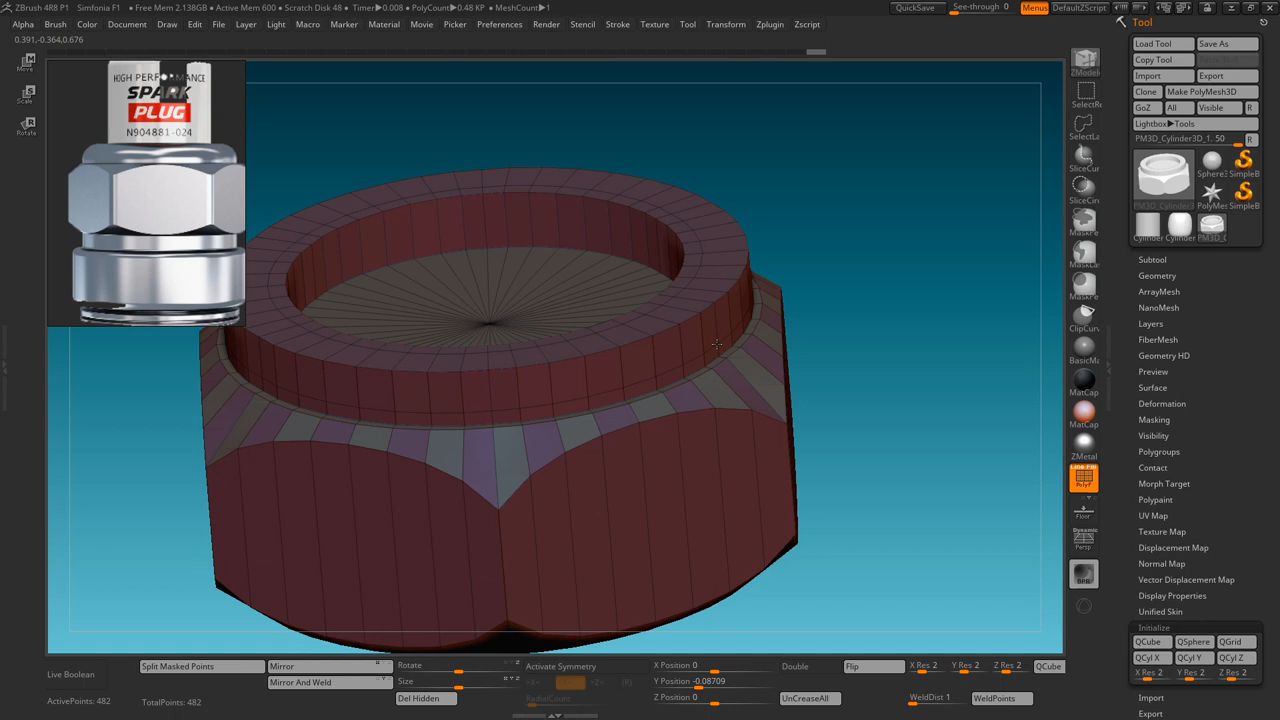 ZBrush 4R8 P1 Simfonia F1 • Free Mem 2.138GB • Active Mem 600 • Scratch Disk 48 • Timer▶0.008 • PolyCount▶0.48 KP • MeshCount▶1
QuickSave See-through 0 Menus DefaultZScript
Alpha Brush Color Document Draw Edit File Layer Light Macro Marker Material Movie Picker Preferences Render Stencil Stroke Texture Tool Transform Zplugin Zscript
0.391,-0.364,0.676
Move
Scale
Rotate
HIGH PERFORMANCE
SPARK
PLUG
N904881-024
SelectLa
SliceCur
SliceCir
ClipCurv
BasicMa
MatCap
MatCap
ZMetal
Line Fill
PolyF
Floor
Dynamic
Persp
BPR
Tool
Load Tool Save As
Copy Tool
Import Export
Clone Make PolyMesh3D
GoZ All Visible R
Lightbox▶Tools
PM3D_Cylinder3D_1. 50 R
SimpleB
PolyMes SimpleB
Cylinder Cylinder
Subtool
Geometry
ArrayMesh
NanoMesh
Layers
FiberMesh
Geometry HD
Preview
Surface
Deformation
Masking
Visibility
Polygroups
Contact
Morph Target
Polypaint
UV Map
Texture Map
Displacement Map
Normal Map
Vector Displacement Map
Display Properties
Unified Skin
Initialize
QCube QSphere QGrid
QCyl X QCyl Y QCyl Z
X Res 2 Y Res 2 Z Res 2
Import
Export
Live Boolean
Split Masked Points Mirror Rotate Activate Symmetry X Position 0 Double Flip X Res 2 Y Res 2 Z Res 2 QCube
Mirror And Weld Size Y Position -0.08709
Del Hidden RadialCount Z Position 0 UnCreaseAll WeldDist 1 WeldPoints
ActivePoints: 482 TotalPoints: 482